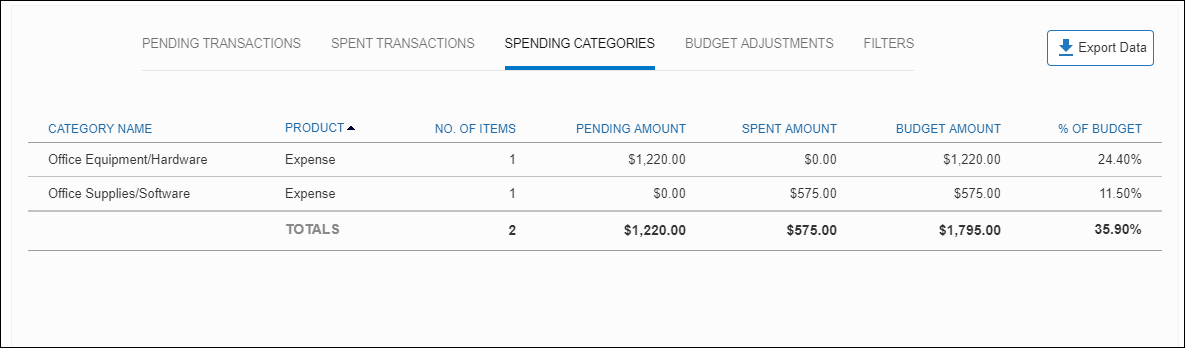 PENDING TRANSACTIONS SPENT TRANSACTIONS SPENDING CATEGORIES BUDGET ADJUSTMENTS FILTERS Export Data
CATEGORY NAME PRODUCT NO. OF ITEMS PENDING AMOUNT SPENT AMOUNT BUDGET AMOUNT % OF BUDGET
Office Equipment/Hardware Expense 1 $1,220.00 $0.00 $1,220.00 24.40%
Office Supplies/Software Expense 1 $0.00 $575.00 $575.00 11.50%
TOTALS 2 $1,220.00 $575.00 $1,795.00 35.90%